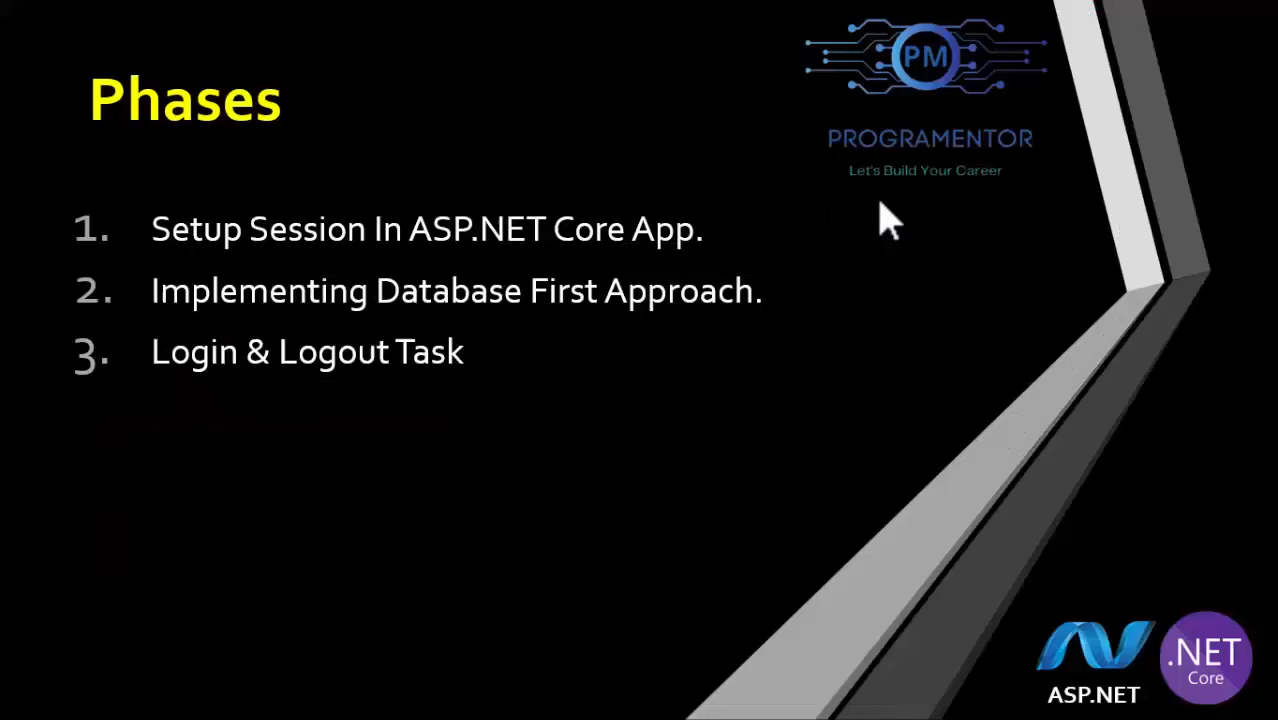 PM
PROGRAMENTOR
Let's Build Your Career
Phases
1. Setup Session In ASP.NET Core App.
2. Implementing Database First Approach.
3. Login & Logout Task
.NET
Core
ASP.NET